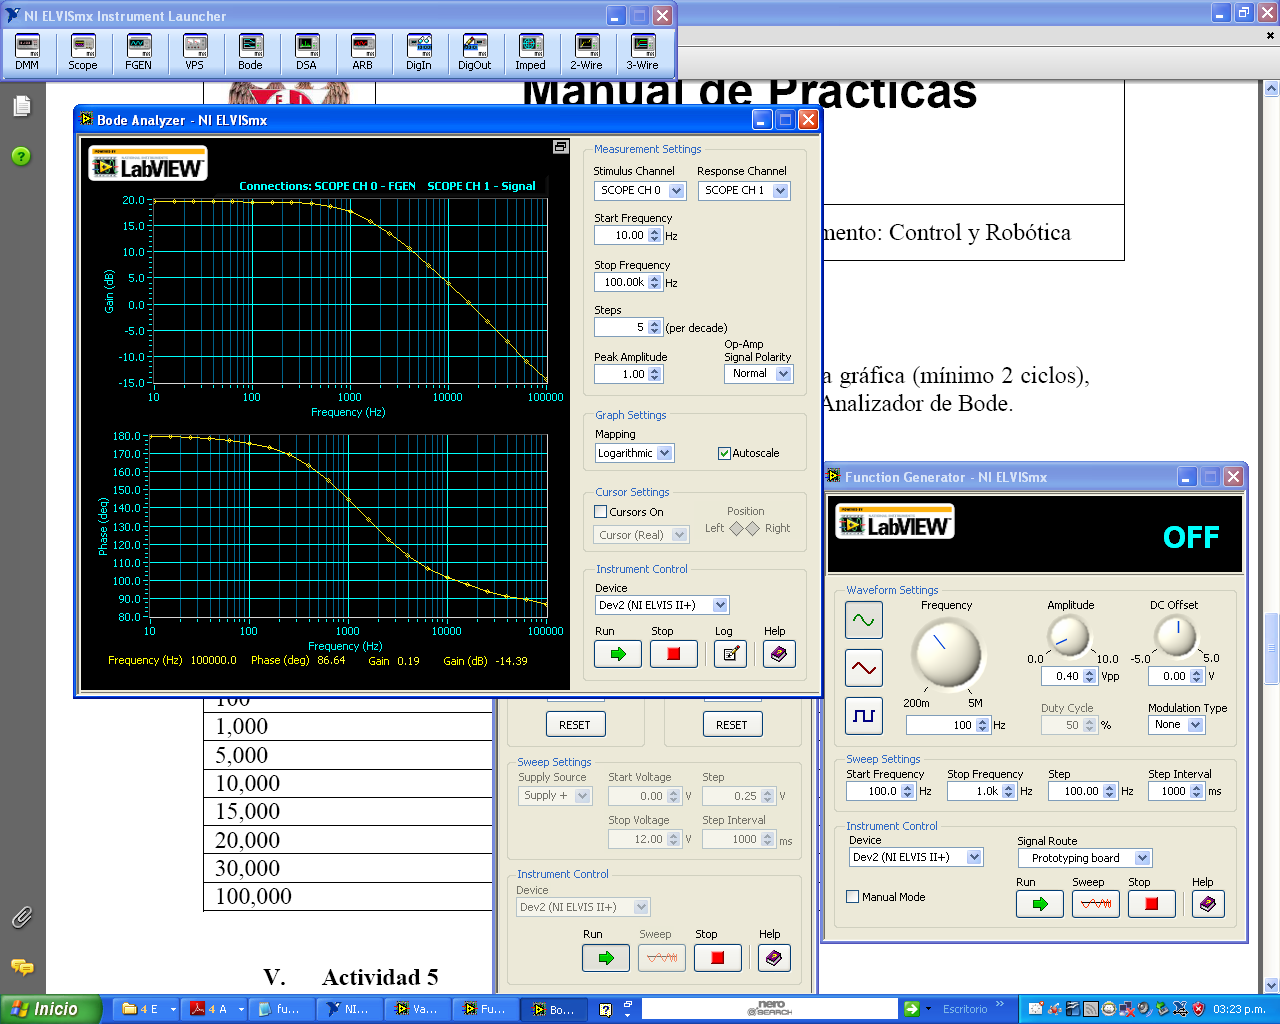 NI ELVISmx Instrument Launcher
DMM Scope FGEN VPS Bode DSA ARB DigIn DigOut Imped 2-Wire 3-Wire
Manual de Prácticas
mento: Control y Robótica
a gráfica (mínimo 2 ciclos),
Analizador de Bode.
Bode Analyzer - NI ELVISmx
POWERED BY
NATIONAL INSTRUMENTS
LabVIEW
Connections: SCOPE CH 0 - FGEN SCOPE CH 1 - Signal
Gain (dB)
20.0
15.0
10.0
5.0
0.0
-5.0
-10.0
-15.0
10 100 1000 10000 100000
Frequency (Hz)
Phase (deg)
180.0
170.0
160.0
150.0
140.0
130.0
120.0
110.0
100.0
90.0
80.0
10 100 1000 10000 100000
Frequency (Hz)
Frequency (Hz) 100000.0 Phase (deg) 86.64 Gain 0.19 Gain (dB) -14.39
Measurement Settings
Stimulus Channel Response Channel
SCOPE CH 0 SCOPE CH 1
Start Frequency
10.00 Hz
Stop Frequency
100.00k Hz
Steps
5 (per decade)
Peak Amplitude
1.00
Op-Amp
Signal Polarity
Normal
Graph Settings
Mapping
Logarithmic Autoscale
Cursor Settings
Cursors On
Position
Cursor (Real) Left Right
Instrument Control
Device
Dev2 (NI ELVIS II+)
Run Stop Log Help
Function Generator - NI ELVISmx
POWERED BY
NATIONAL INSTRUMENTS
LabVIEW
OFF
Waveform Settings
Frequency Amplitude DC Offset
200m 5M
0.0 10.0
-5.0 5.0
100 Hz
0.40 Vpp
0.00 V
Duty Cycle
50 %
Modulation Type
None
Sweep Settings
Start Frequency Stop Frequency Step Step Interval
100.0 Hz 1.0k Hz 100.00 Hz 1000 ms
Instrument Control
Device Signal Route
Dev2 (NI ELVIS II+) Prototyping board
Manual Mode
Run Sweep Stop Help
100
1,000
5,000
10,000
15,000
20,000
30,000
100,000
V. Actividad 5
RESET RESET
Sweep Settings
Supply Source Start Voltage Step
Supply + 0.00 V 0.25 V
Stop Voltage Step Interval
12.00 V 1000 ms
Instrument Control
Device
Dev2 (NI ELVIS II+)
Run Sweep Stop Help
Inicio 4 E 4 A fu... NI... Va... Fu... Bo... nero SEARCH Escritorio 03:23 p.m.